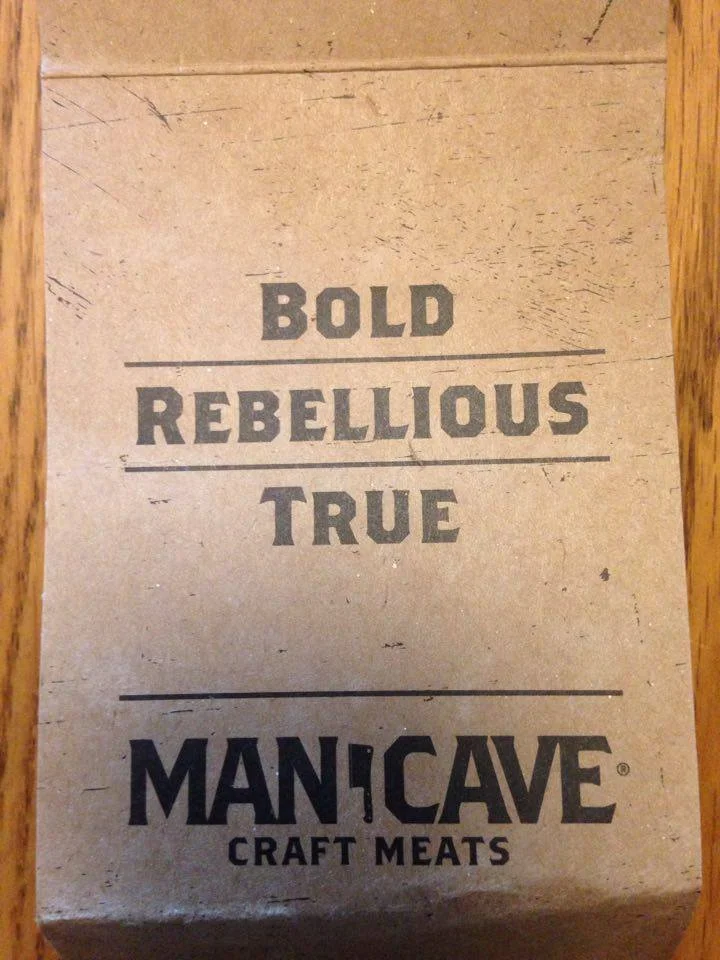 BOLD
REBELLIOUS
TRUE
MAN CAVE®
CRAFT MEATS